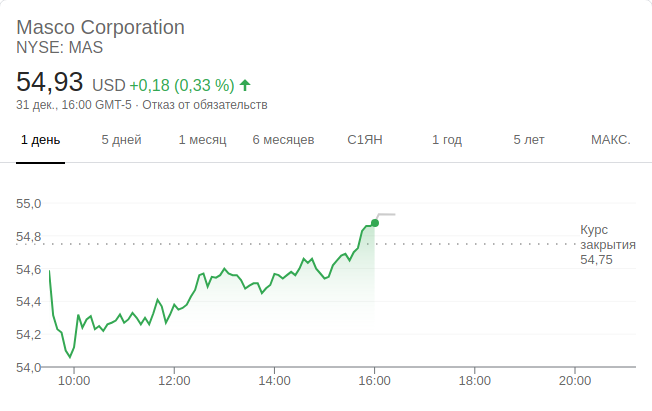 Masco Corporation
NYSE: MAS
54,93 USD +0,18 (0,33 %)
31 дек., 16:00 GMT-5 · Отказ от обязательств
1 день 5 дней 1 месяц 6 месяцев С1ЯН 1 год 5 лет МАКС.
55,0
54,8
54,6
54,4
54,2
54,0
Курс
закрытия
54,75
10:00 12:00 14:00 16:00 18:00 20:00